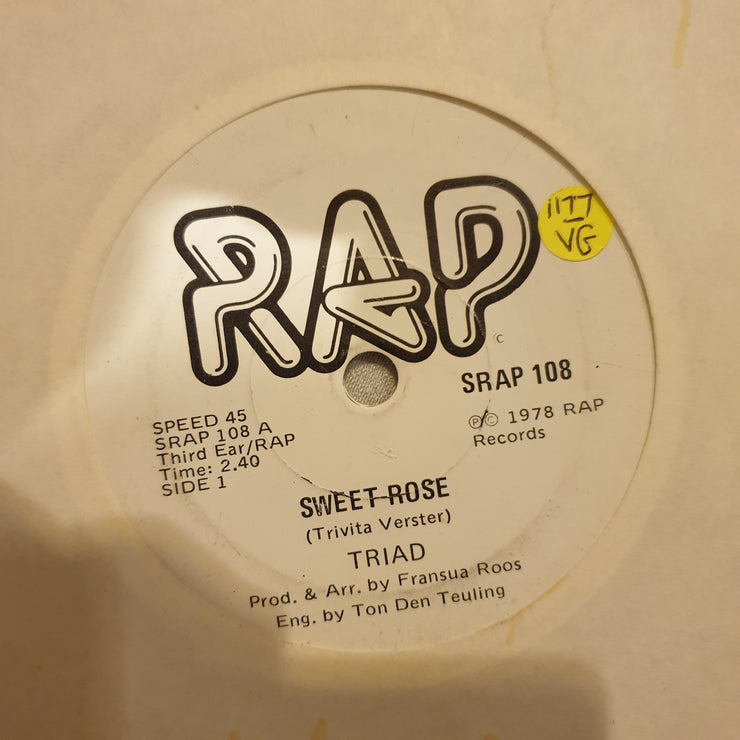 RAP
1177
VG
C
SRAP 108
℗/© 1978 RAP
Records
SPEED 45
SRAP 108 A
Third Ear/RAP
Time: 2.40
SIDE 1
SWEET ROSE
(Trivita Verster)
TRIAD
Prod. & Arr. by Fransua Roos
Eng. by Ton Den Teuling